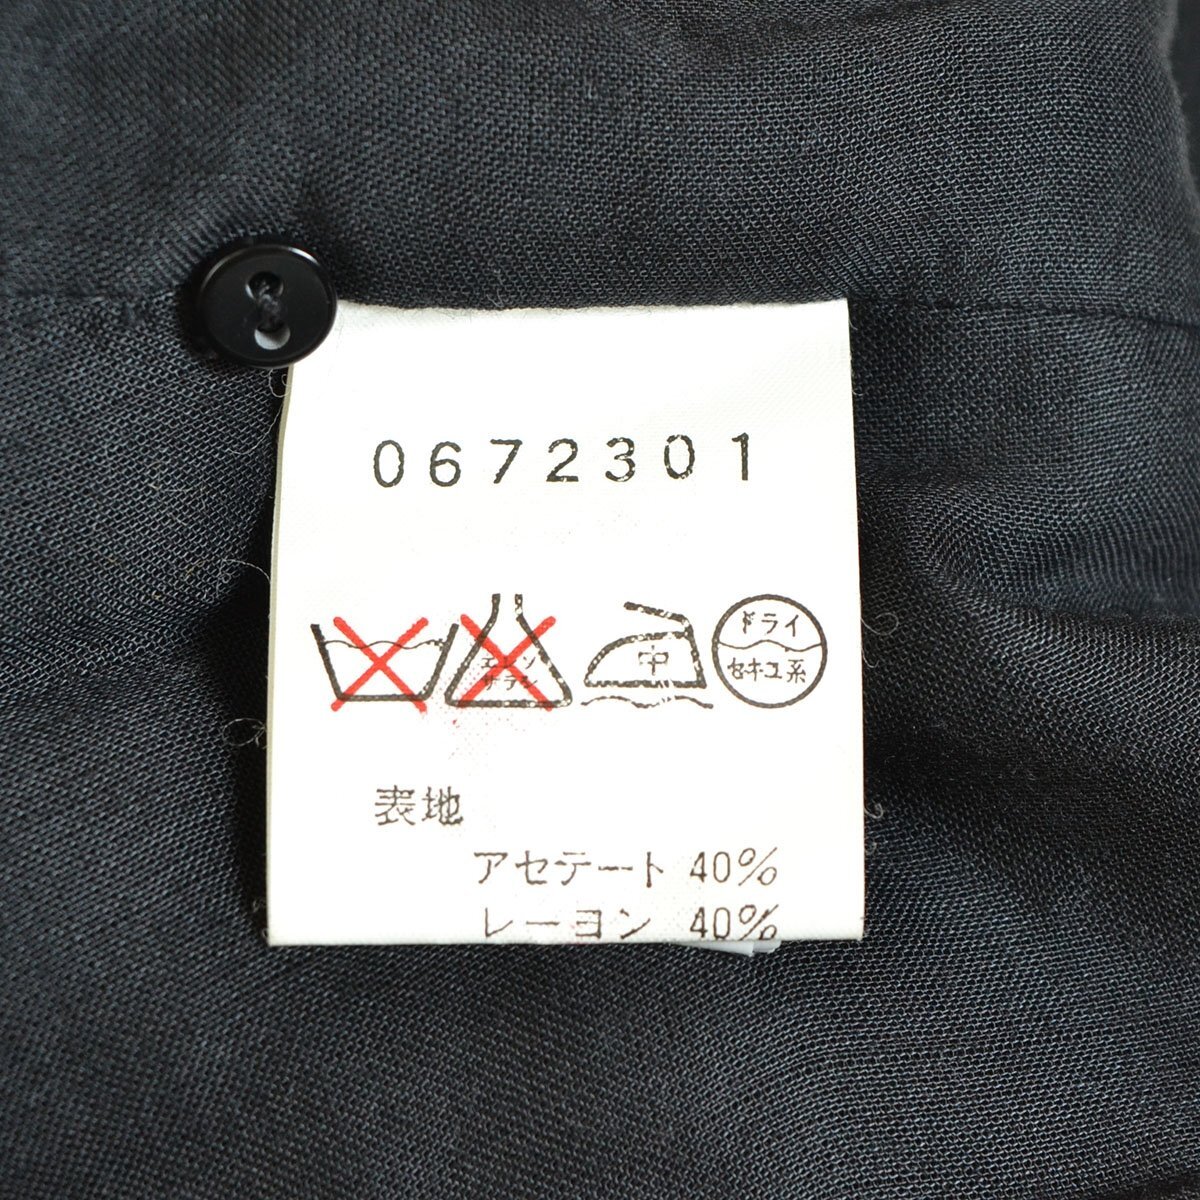 0672301
エンソ
サラシ
中
ドライ
セキユ系
表地
アセテート 40%
レーヨン 40%